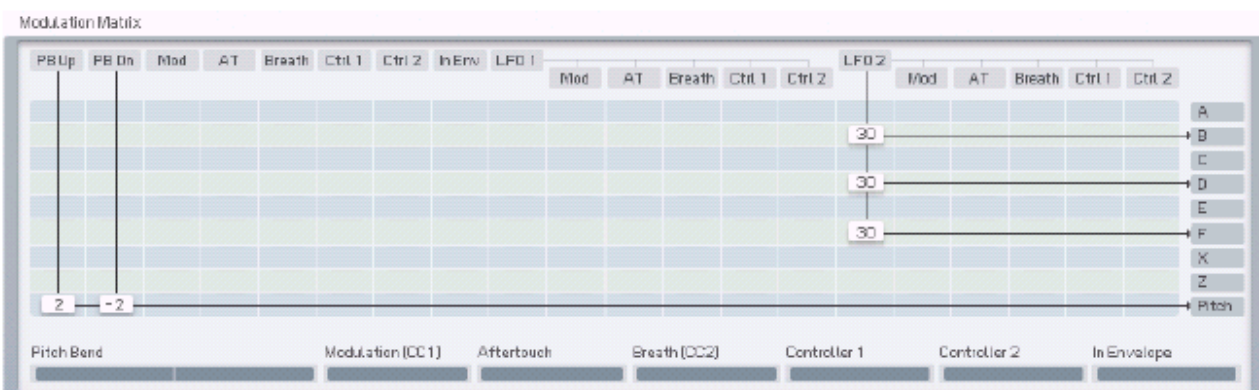 Modulation Matrix
PB Up PB Dn Mod AT Breath Ctrl 1 Ctrl 2 In Env LFO 1 LFO 2
Mod AT Breath Ctrl 1 Ctrl 2 Mod AT Breath Ctrl 1 Ctrl 2
A
30 B
C
30 D
E
30 F
X
Z
2 -2 Pitch
Pitch Bend Modulation (CC1) Aftertouch Breath (CC2) Controller 1 Controller 2 In Envelope